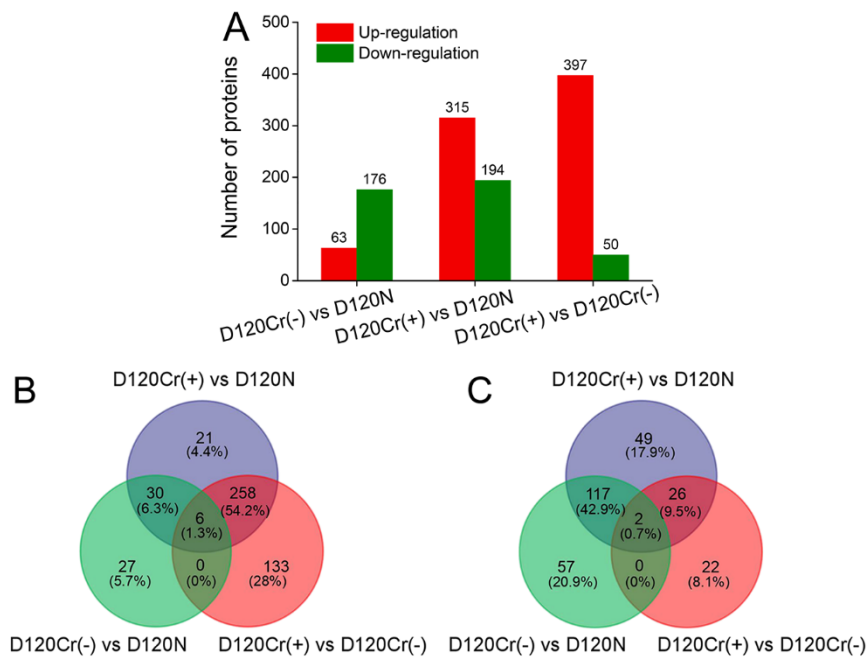 A
Number of proteins
500
400
300
200
100
0
Up-regulation
Down-regulation
63
176
315
194
397
50
D120Cr(-) vs D120N
D120Cr(+) vs D120N
D120Cr(+) vs D120Cr(-)
B
D120Cr(+) vs D120N
21
(4.4%)
30
(6.3%)
258
(54.2%)
6
(1.3%)
27
(5.7%)
0
(0%)
133
(28%)
D120Cr(-) vs D120N
D120Cr(+) vs D120Cr(-)
C
D120Cr(+) vs D120N
49
(17.9%)
117
(42.9%)
26
(9.5%)
2
(0.7%)
57
(20.9%)
0
(0%)
22
(8.1%)
D120Cr(-) vs D120N
D120Cr(+) vs D120Cr(-)